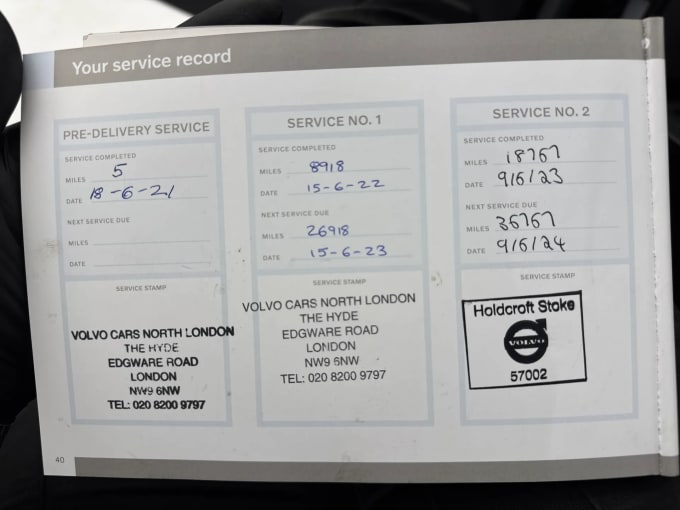 Your service record
PRE-DELIVERY SERVICE
SERVICE COMPLETED
MILES 5
DATE 18-6-21
NEXT SERVICE DUE
MILES
DATE
SERVICE STAMP
VOLVO CARS NORTH LONDON
THE HYDE
EDGWARE ROAD
LONDON
NW9 6NW
TEL: 020 8200 9797
SERVICE NO. 1
SERVICE COMPLETED
MILES 8918
DATE 15-6-22
NEXT SERVICE DUE
MILES 26918
DATE 15-6-23
SERVICE STAMP
VOLVO CARS NORTH LONDON
THE HYDE
EDGWARE ROAD
LONDON
NW9 6NW
TEL: 020 8200 9797
SERVICE NO. 2
SERVICE COMPLETED
MILES 18767
DATE 9/6/23
NEXT SERVICE DUE
MILES 36767
DATE 9/6/24
SERVICE STAMP
Holdcroft Stoke
VOLVO
57002
40